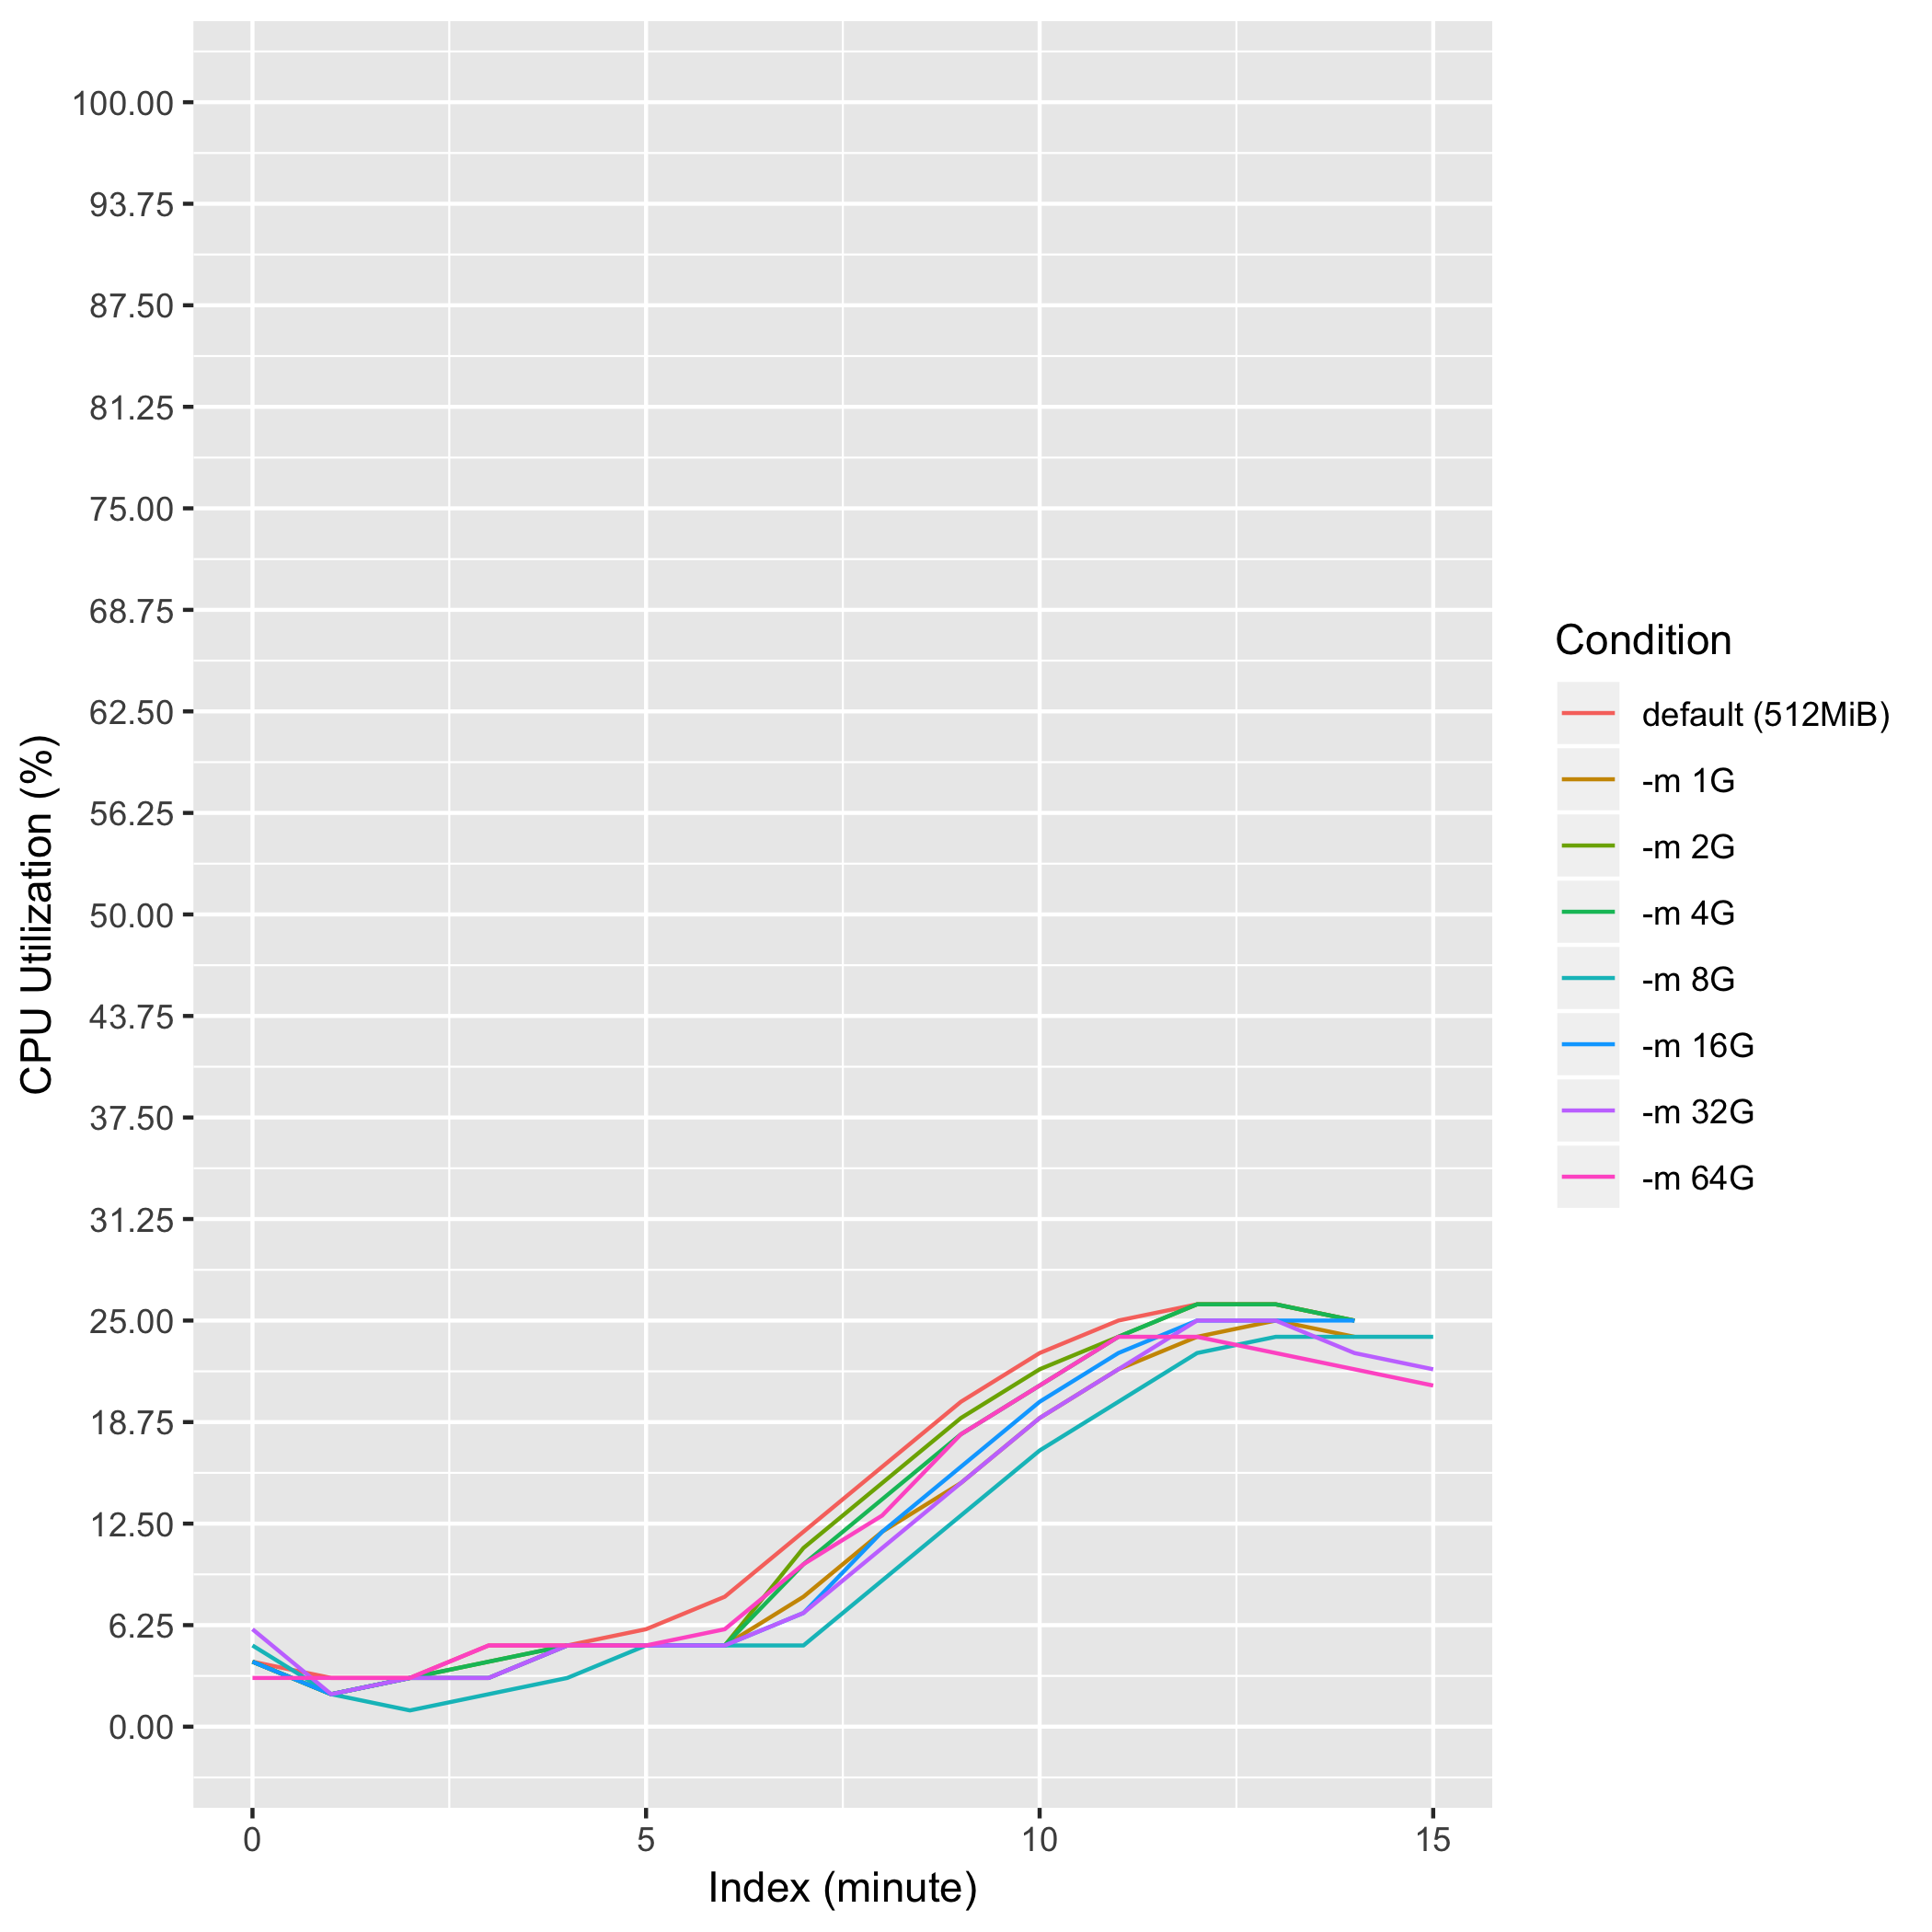 CPU Utilization (%)
100.00
93.75
87.50
81.25
75.00
68.75
62.50
56.25
50.00
43.75
37.50
31.25
25.00
18.75
12.50
6.25
0.00
0 5 10 15
Index (minute)
Condition
default (512MiB)
-m 1G
-m 2G
-m 4G
-m 8G
-m 16G
-m 32G
-m 64G